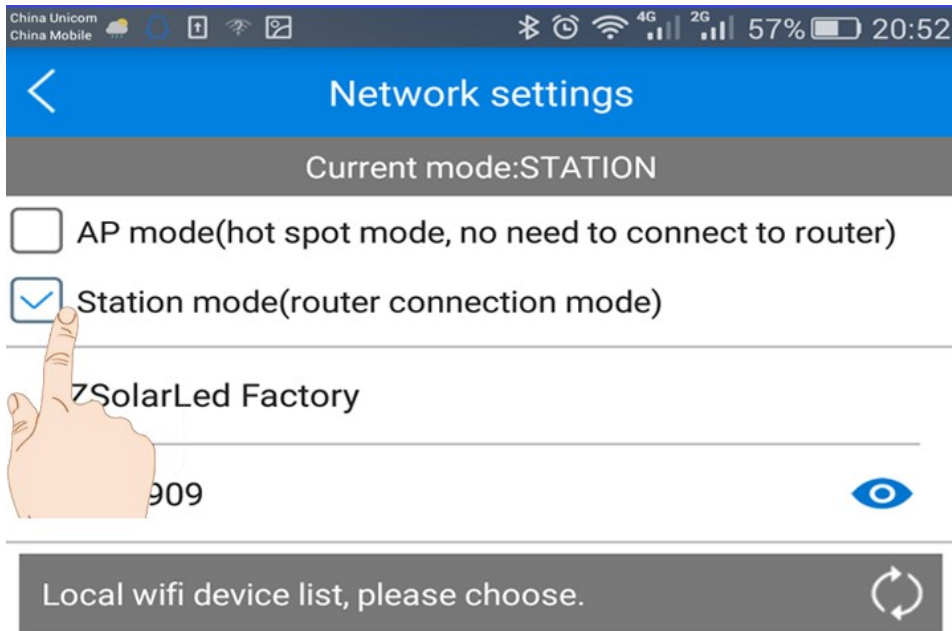 China Unicom
China Mobile
4G 2G 57% 20:52
Network settings
Current mode:STATION
AP mode(hot spot mode, no need to connect to router)
Station mode(router connection mode)
ZSolarLed Factory
909
Local wifi device list, please choose.